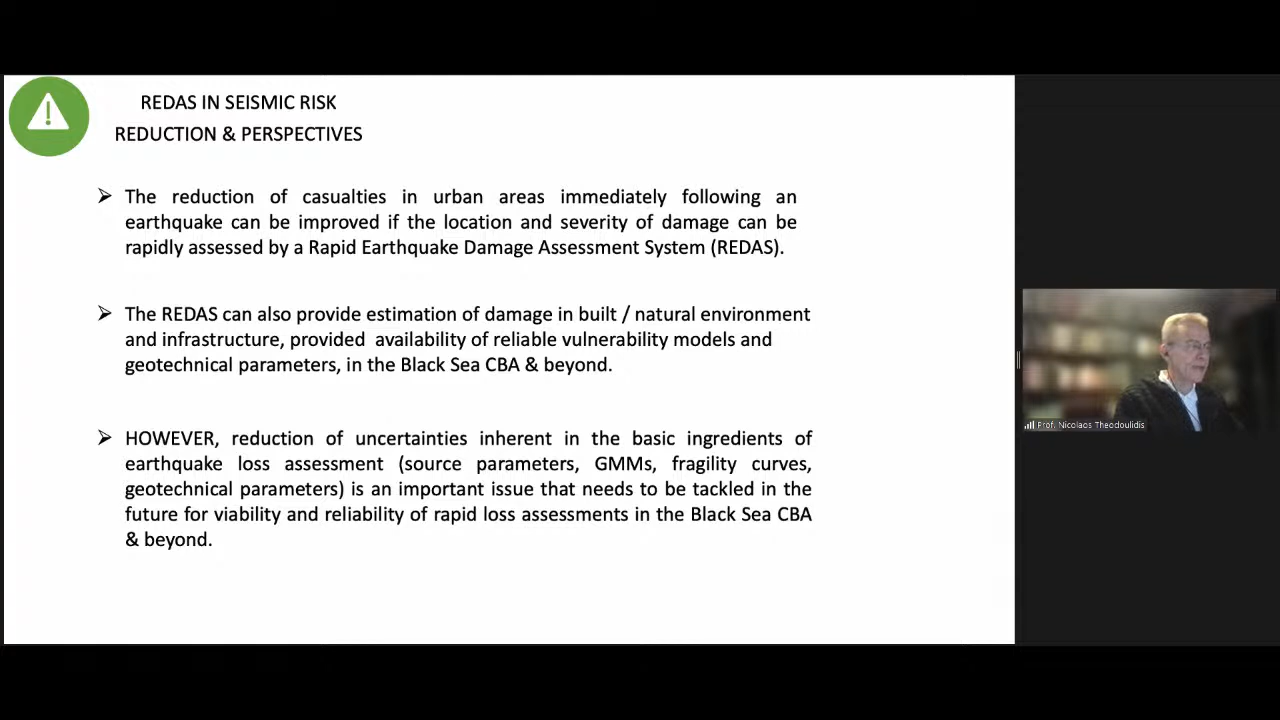 REDAS IN SEISMIC RISK
REDUCTION & PERSPECTIVES
➢ The reduction of casualties in urban areas immediately following an
earthquake can be improved if the location and severity of damage can be
rapidly assessed by a Rapid Earthquake Damage Assessment System (REDAS).
➢ The REDAS can also provide estimation of damage in built / natural environment
and infrastructure, provided availability of reliable vulnerability models and
geotechnical parameters, in the Black Sea CBA & beyond.
➢ HOWEVER, reduction of uncertainties inherent in the basic ingredients of
earthquake loss assessment (source parameters, GMMs, fragility curves,
geotechnical parameters) is an important issue that needs to be tackled in the
future for viability and reliability of rapid loss assessments in the Black Sea CBA
& beyond.
Prof. Nicolaos Theodoulidis